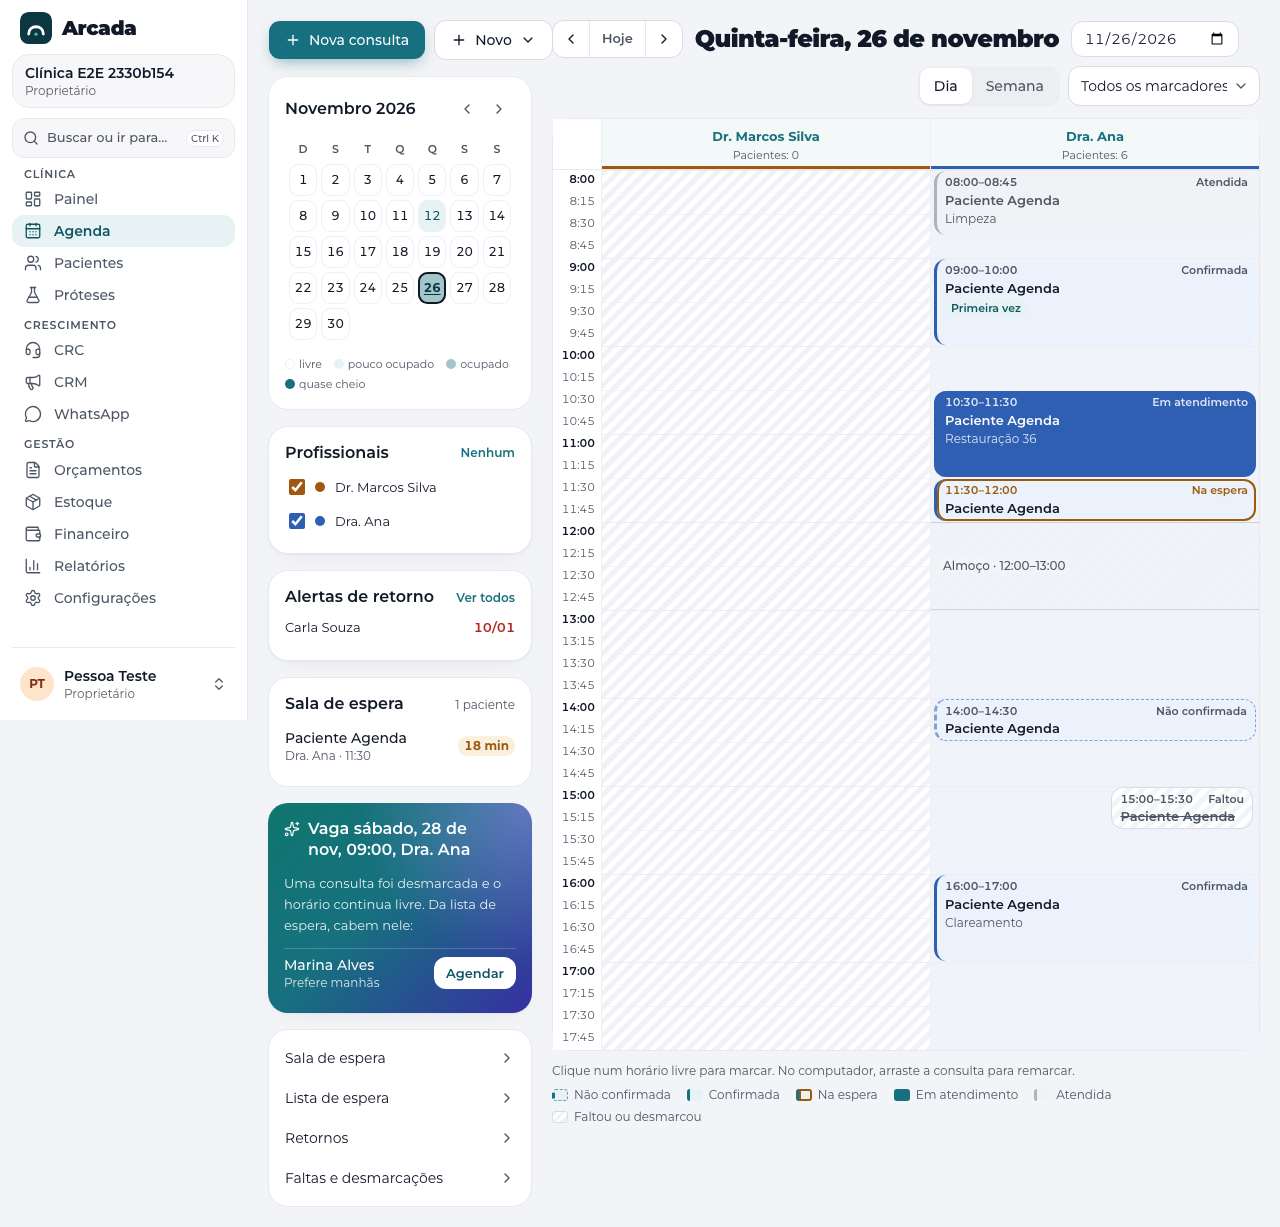 Arcada
Clínica E2E 2330b154
Proprietário
Buscar ou ir para... Ctrl K
CLÍNICA
Painel
Agenda
Pacientes
Próteses
CRESCIMENTO
CRC
CRM
WhatsApp
GESTÃO
Orçamentos
Estoque
Financeiro
Relatórios
Configurações
PT
Pessoa Teste
Proprietário
Nova consulta
Novo
Novembro 2026
D S T Q Q S S
1 2 3 4 5 6 7
8 9 10 11 12 13 14
15 16 17 18 19 20 21
22 23 24 25 26 27 28
29 30
livre pouco ocupado ocupado
quase cheio
Profissionais Nenhum
Dr. Marcos Silva
Dra. Ana
Alertas de retorno Ver todos
Carla Souza 10/01
Sala de espera 1 paciente
Paciente Agenda 18 min
Dra. Ana · 11:30
Vaga sábado, 28 de
nov, 09:00, Dra. Ana
Uma consulta foi desmarcada e o
horário continua livre. Da lista de
espera, cabem nele:
Marina Alves
Prefere manhãs
Agendar
Sala de espera
Lista de espera
Retornos
Faltas e desmarcações
Hoje
Quinta-feira, 26 de novembro
11/26/2026
Dia Semana
Todos os marcadores
Dr. Marcos Silva
Pacientes: 0
Dra. Ana
Pacientes: 6
8:00
8:15
8:30
8:45
9:00
9:15
9:30
9:45
10:00
10:15
10:30
10:45
11:00
11:15
11:30
11:45
12:00
12:15
12:30
12:45
13:00
13:15
13:30
13:45
14:00
14:15
14:30
14:45
15:00
15:15
15:30
15:45
16:00
16:15
16:30
16:45
17:00
17:15
17:30
17:45
08:00–08:45 Atendida
Paciente Agenda
Limpeza
09:00–10:00 Confirmada
Paciente Agenda
Primeira vez
10:30–11:30 Em atendimento
Paciente Agenda
Restauração 36
11:30–12:00 Na espera
Paciente Agenda
Almoço · 12:00–13:00
14:00–14:30 Não confirmada
Paciente Agenda
15:00–15:30 Faltou
Paciente Agenda
16:00–17:00 Confirmada
Paciente Agenda
Clareamento
Clique num horário livre para marcar. No computador, arraste a consulta para remarcar.
Não confirmada Confirmada Na espera Em atendimento Atendida
Faltou ou desmarcou